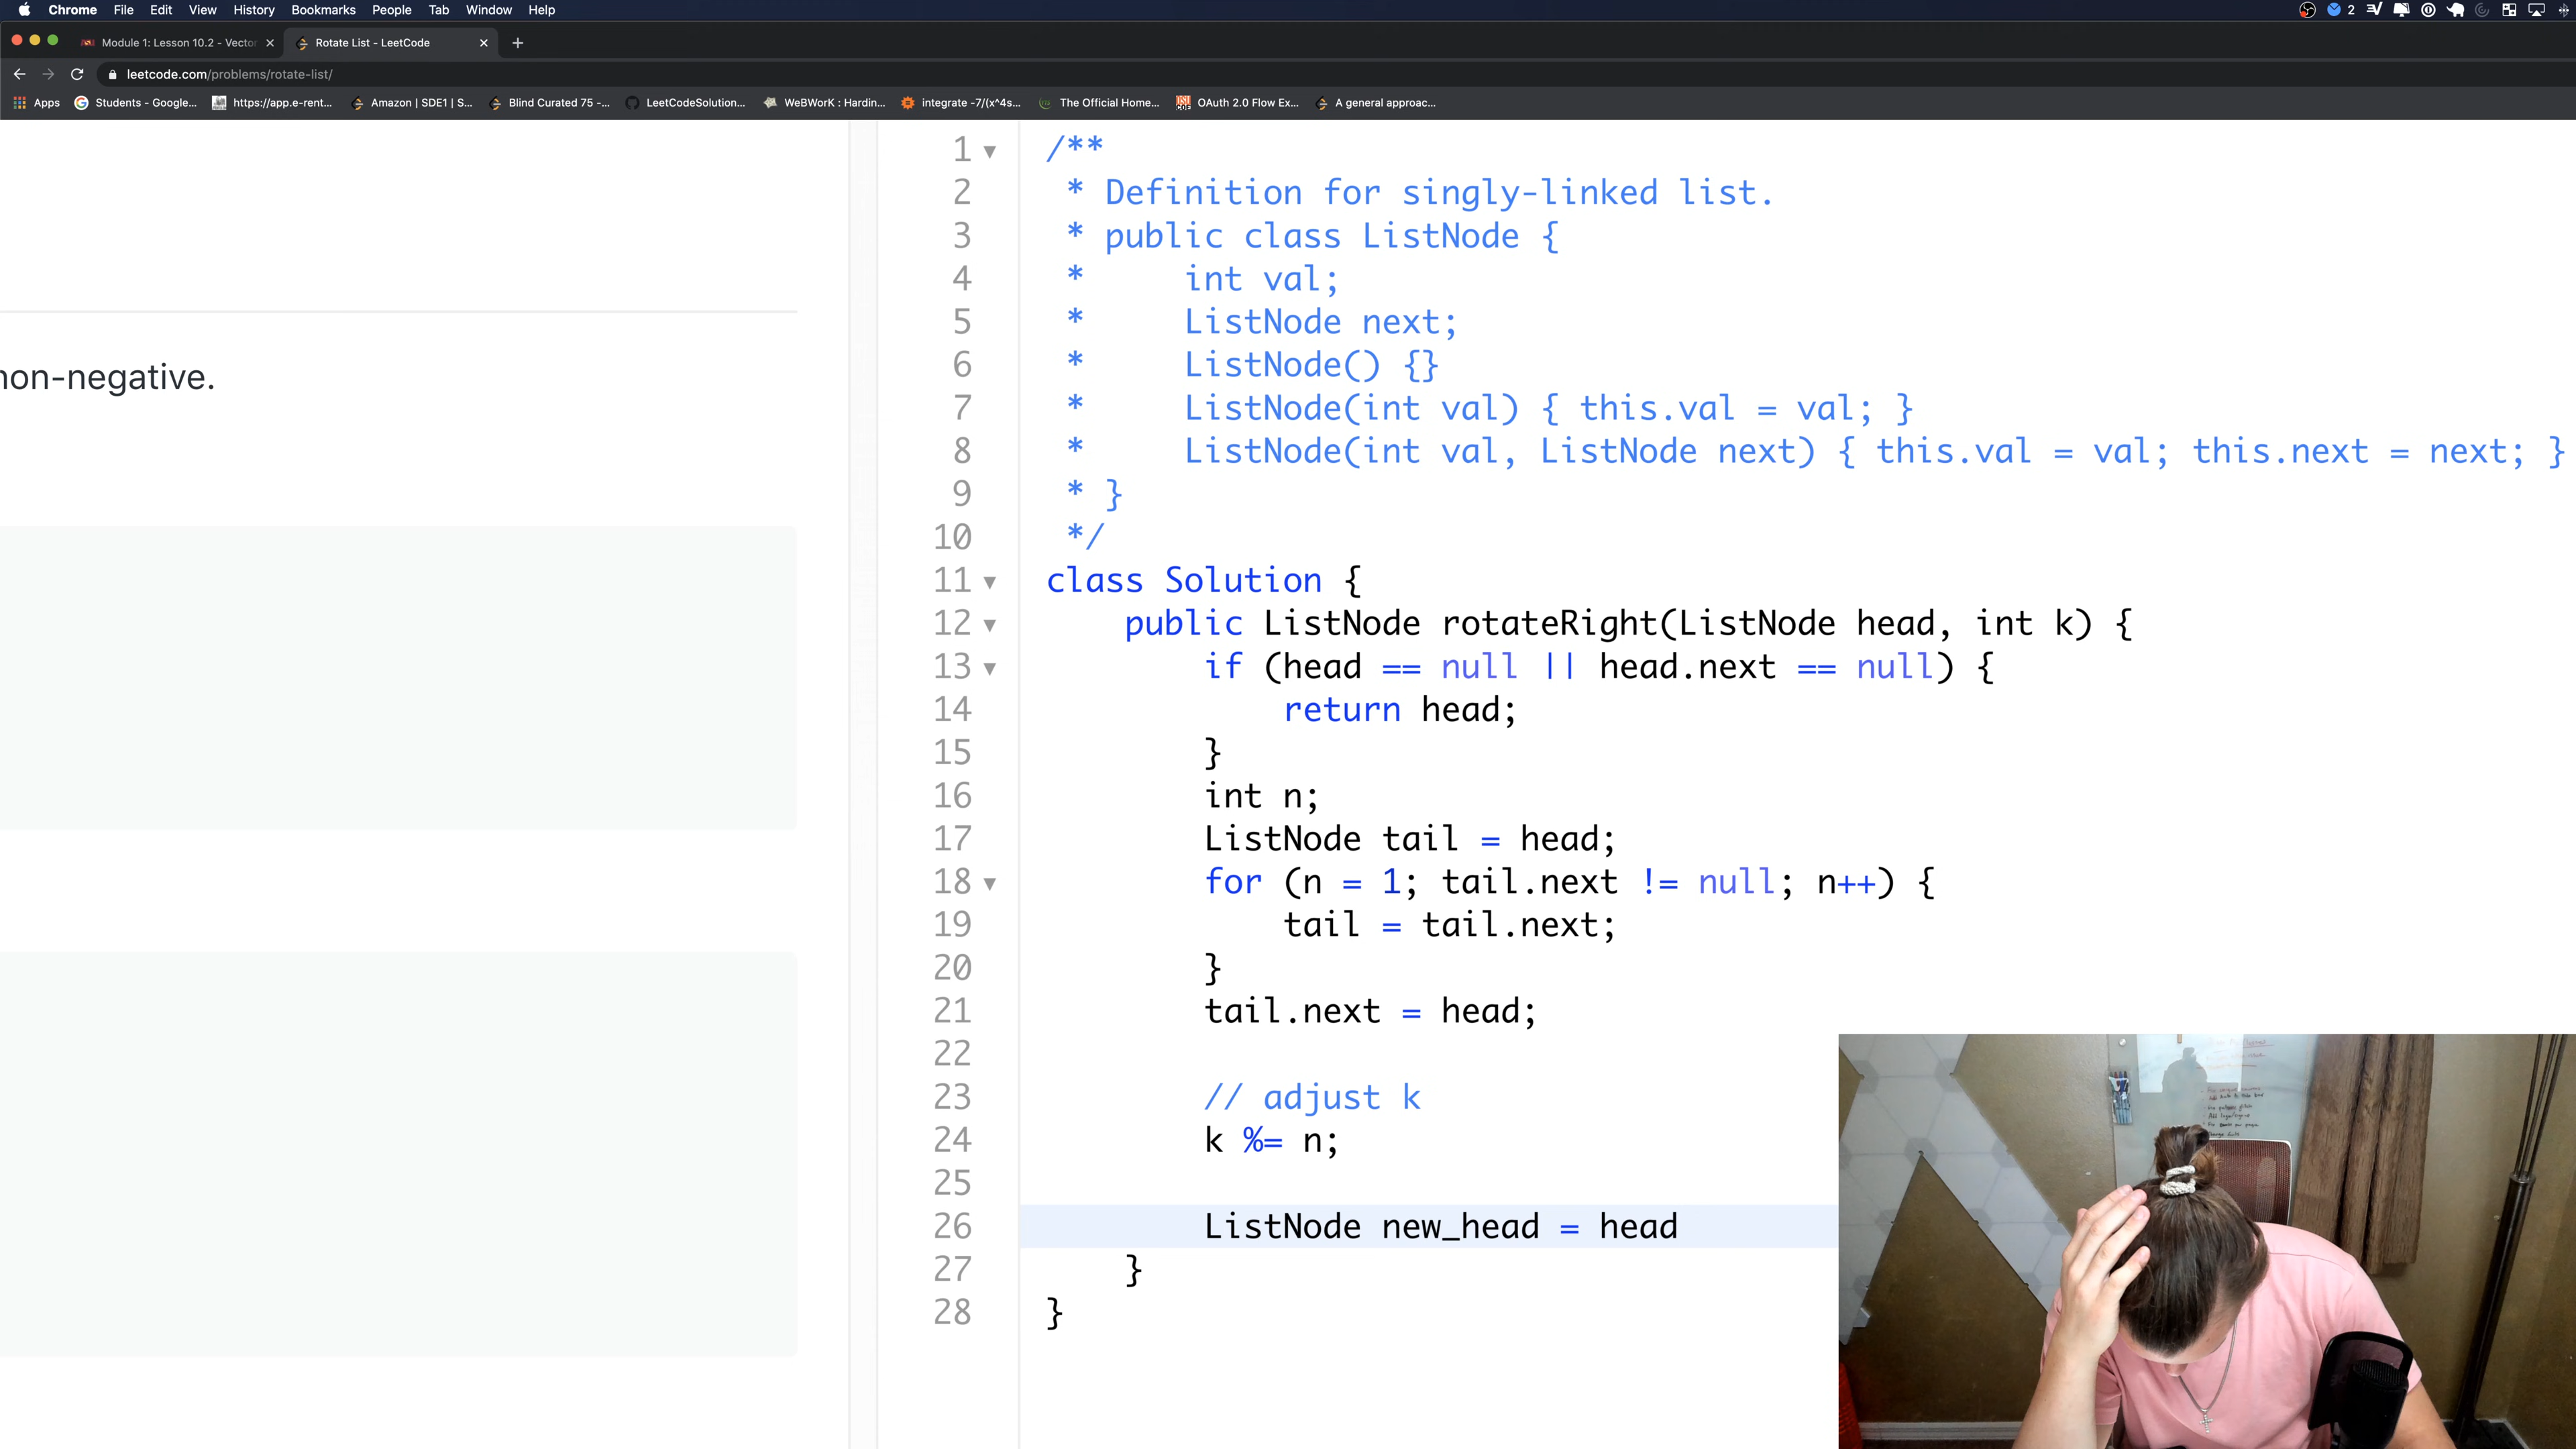 Chrome File Edit View History Bookmarks People Tab Window Help 2
Module 1: Lesson 10.2 - Vector Rotate List - LeetCode
leetcode.com/problems/rotate-list/
Apps Students - Google... https://app.e-rent... Amazon | SDE1 | S... Blind Curated 75 -... LeetCodeSolution... WeBWorK : Hardin... integrate -7/(x^4s... The Official Home... OAuth 2.0 Flow Ex... A general approac...
non-negative.
1 /**
2 * Definition for singly-linked list.
3 * public class ListNode {
4 * int val;
5 * ListNode next;
6 * ListNode() {}
7 * ListNode(int val) { this.val = val; }
8 * ListNode(int val, ListNode next) { this.val = val; this.next = next; }
9 * }
10 */
11 class Solution {
12 public ListNode rotateRight(ListNode head, int k) {
13 if (head == null || head.next == null) {
14 return head;
15 }
16 int n;
17 ListNode tail = head;
18 for (n = 1; tail.next != null; n++) {
19 tail = tail.next;
20 }
21 tail.next = head;
22
23 // adjust k
24 k %= n;
25
26 ListNode new_head = head
27 }
28 }